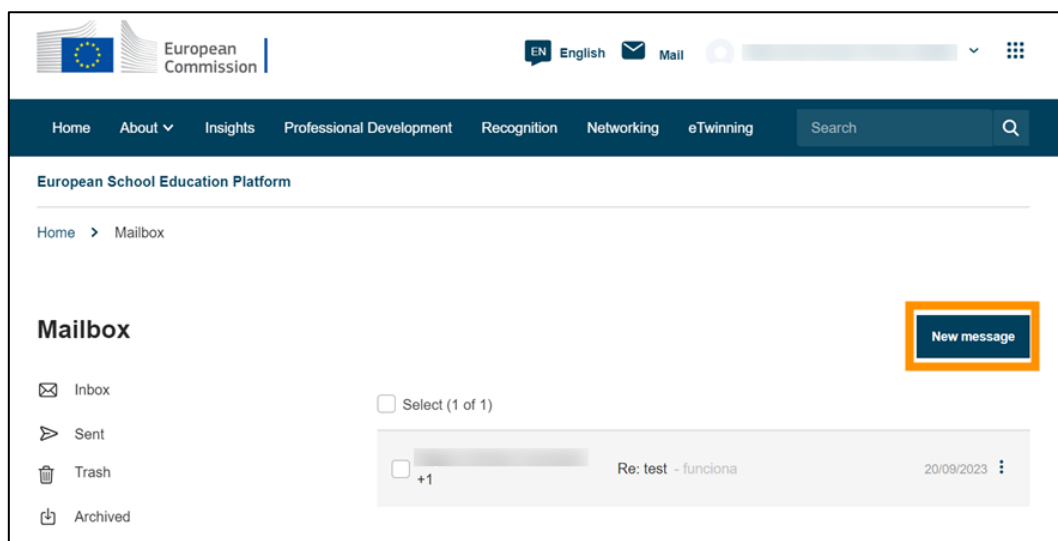 European
Commission
EN English Mail
Home About Insights Professional Development Recognition Networking eTwinning Search
European School Education Platform
Home > Mailbox
Mailbox
New message
Inbox
Select (1 of 1)
Sent
+1 Re: test - funciona 20/09/2023
Trash
Archived